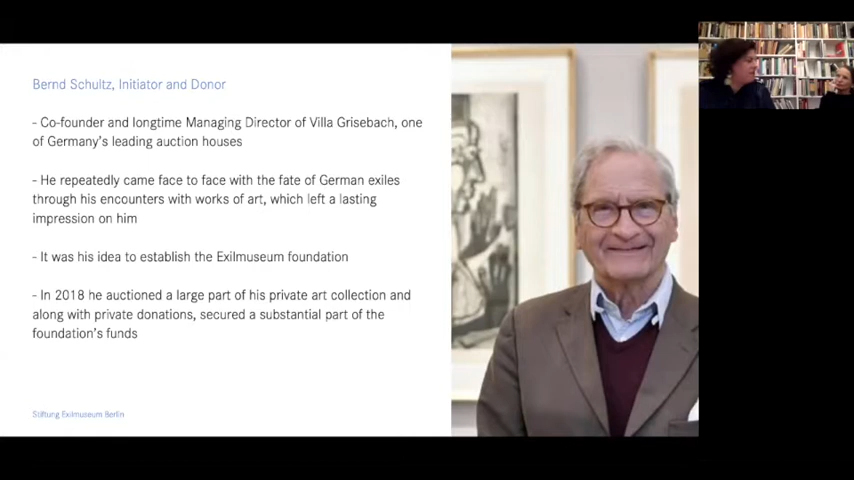 Bernd Schultz, Initiator and Donor
- Co-founder and longtime Managing Director of Villa Grisebach, one
of Germany's leading auction houses
- He repeatedly came face to face with the fate of German exiles
through his encounters with works of art, which left a lasting
impression on him
- It was his idea to establish the Exilmuseum foundation
- In 2018 he auctioned a large part of his private art collection and
along with private donations, secured a substantial part of the
foundation's funds
Stiftung Exilmuseum Berlin